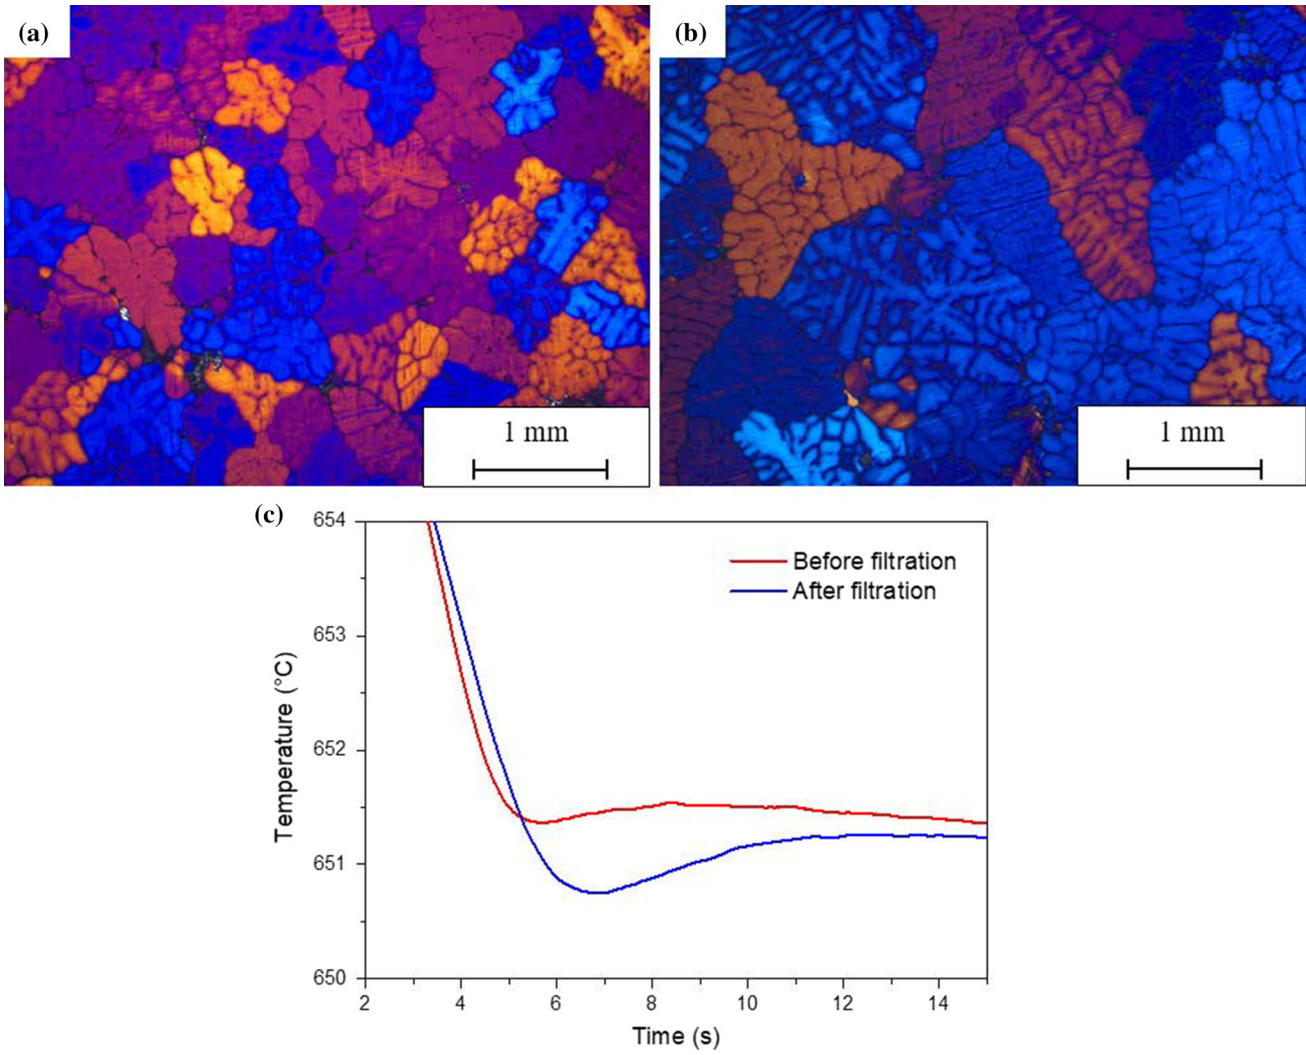 (a)
(b)
1 mm
1 mm
(c)
654
653
652
651
650
Temperature (°C)
Before filtration
After filtration
2 4 6 8 10 12 14
Time (s)